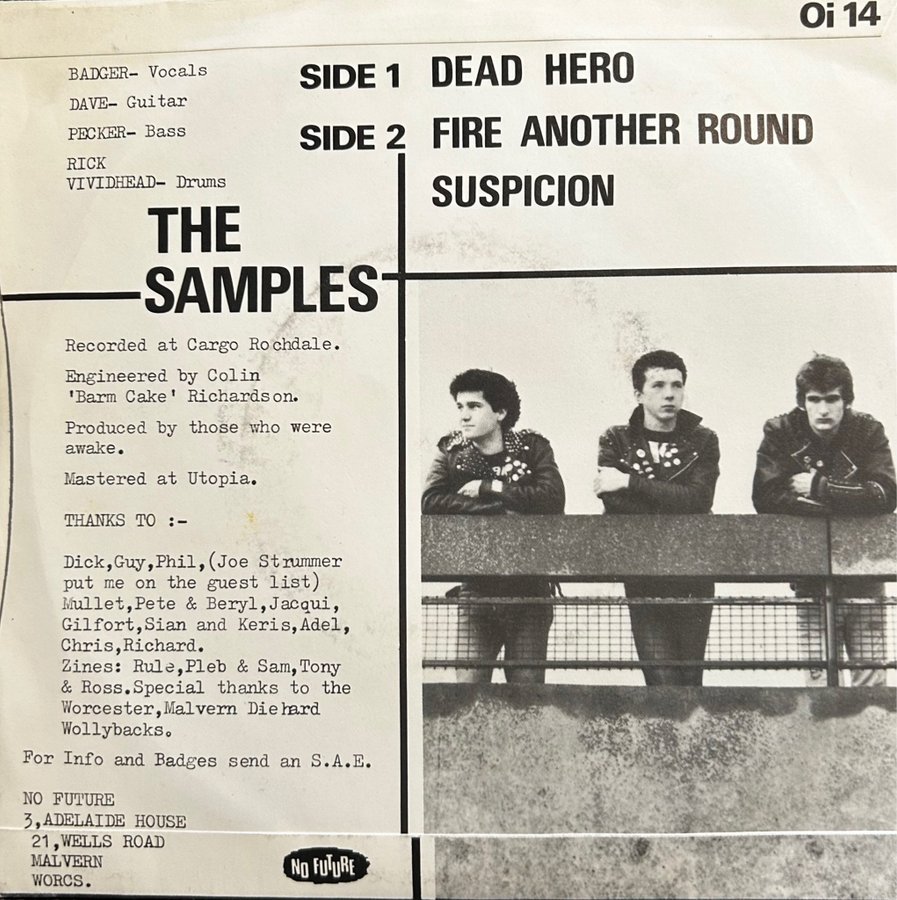 Oi 14
BADGER- Vocals
DAVE- Guitar
PECKER- Bass
RICK
VIVIDHEAD- Drums
SIDE 1 DEAD HERO
SIDE 2 FIRE ANOTHER ROUND
SUSPICION
THE
SAMPLES
Recorded at Cargo Rochdale.
Engineered by Colin
'Barm Cake' Richardson.
Produced by those who were
awake.
Mastered at Utopia.
THANKS TO :-
Dick,Guy,Phil,(Joe Strummer
put me on the guest list)
Mullet,Pete & Beryl,Jacqui,
Gilfort,Sian and Keris,Adel,
Chris,Richard.
Zines: Rule,Pleb & Sam,Tony
& Ross.Special thanks to the
Worcester,Malvern Diehard
Wollybacks.
For Info and Badges send an S.A.E.
NO FUTURE
3,ADELAIDE HOUSE
21,WELLS ROAD
MALVERN
WORCS.
NO FUTURE